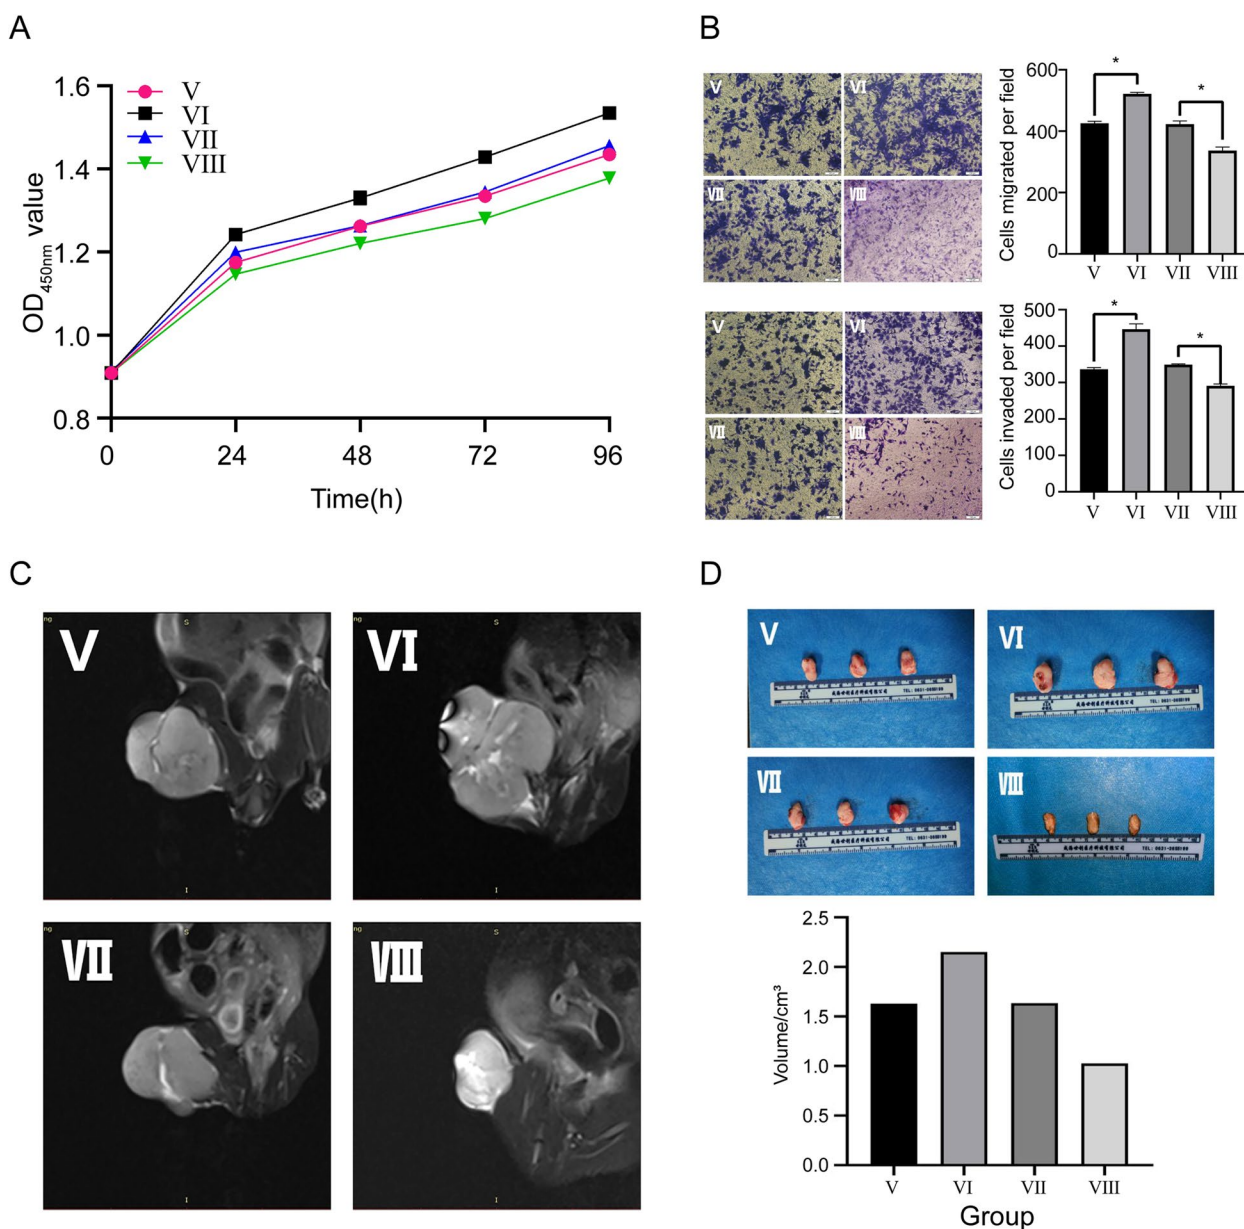 A
1.6
1.4
1.2
1.0
0.8
OD450nm value
V
VI
VII
VIII
0 24 48 72 96
Time(h)
B
V VI
VII VIII
Cells migrated per field
600
400
200
0
* *
V VI VII VIII
V VI
VII VIII
Cells invaded per field
500
400
300
200
100
0
* *
V VI VII VIII
C
V VI
S S
I I
VII VIII
S S
I I
D
V VI
VII VIII
Volume/cm³
2.5
2.0
1.5
1.0
0.5
0.0
V VI VII VIII
Group